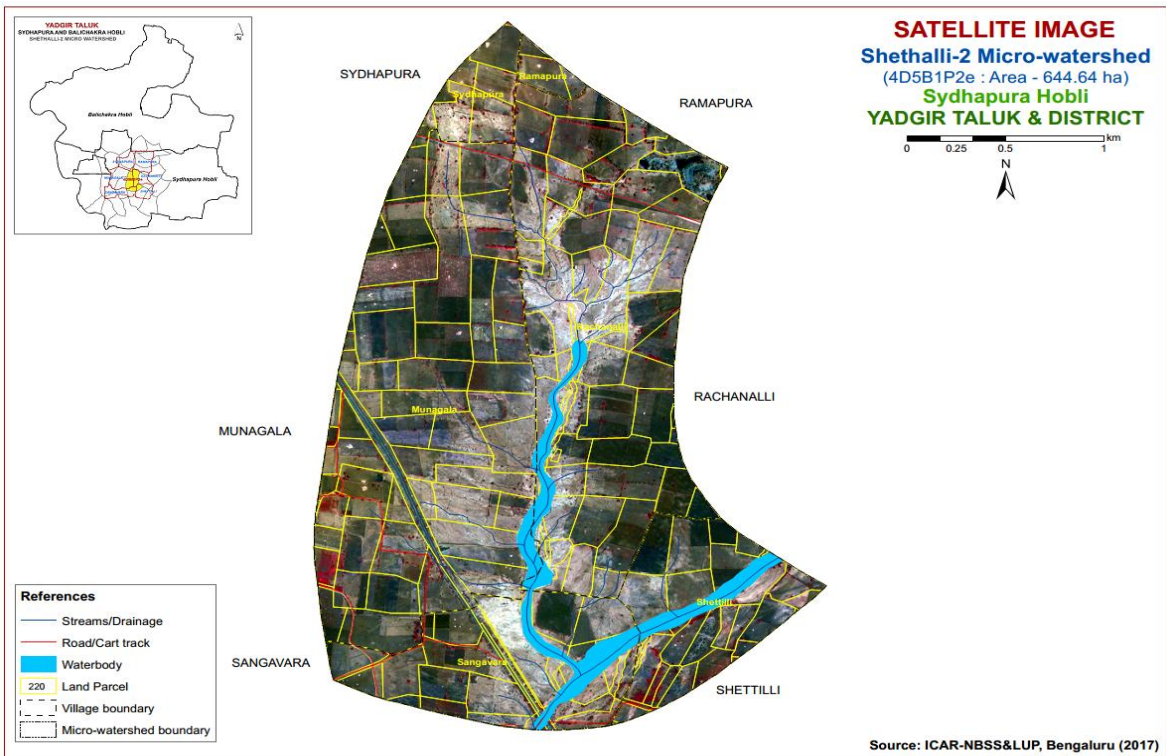 YADGIR TALUK
SYDHAPURA AND BALICHAKRA HOBLI
SHETHALLI-2 MICRO WATERSHED
N
Balichakra Hobli
Sydhapura Hobli
SATELLITE IMAGE
Shethalli-2 Micro-watershed
(4D5B1P2e : Area - 644.64 ha)
Sydhapura Hobli
YADGIR TALUK & DISTRICT
km
0 0.25 0.5 1
N
SYDHAPURA
RAMAPURA
Ramapura
Sydhapura
RACHANALLI
Munagala
MUNAGALA
Shettilli
SANGAVARA
Sangavara
SHETTILLI
References
Streams/Drainage
Road/Cart track
Waterbody
220 Land Parcel
Village boundary
Micro-watershed boundary
Source: ICAR-NBSS&LUP, Bengaluru (2017)